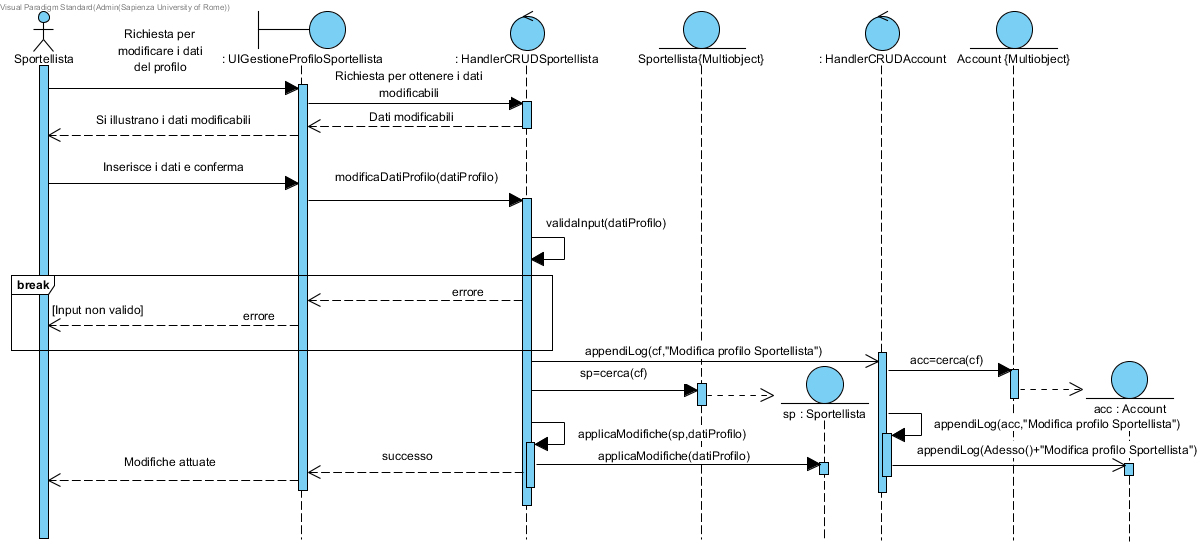 Visual Paradigm Standard(Admin(Sapienza University of Rome))
Sportellista
: UIGestioneProfiloSportellista
: HandlerCRUDSportellista
Sportellista{Multiobject}
: HandlerCRUDAccount
Account {Multiobject}
Richiesta per
modificare i dati
del profilo
Richiesta per ottenere i dati
modificabili
Dati modificabili
Si illustrano i dati modificabili
Inserisce i dati e conferma
modificaDatiProfilo(datiProfilo)
validaInput(datiProfilo)
break
[Input non valido]
errore
errore
appendiLog(cf,"Modifica profilo Sportellista")
acc=cerca(cf)
sp=cerca(cf)
sp : Sportellista
acc : Account
appendiLog(acc,"Modifica profilo Sportellista")
applicaModifiche(sp,datiProfilo)
applicaModifiche(datiProfilo)
appendiLog(Adesso()+"Modifica profilo Sportellista")
successo
Modifiche attuate